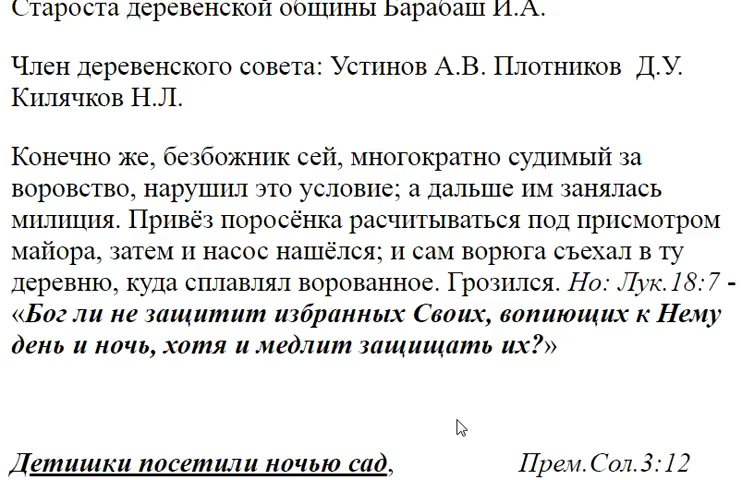 Староста деревенской общины Барабаш И.А.
Член деревенского совета: Устинов А.В. Плотников Д.У.
Килячков Н.Л.
Конечно же, безбожник сей, многократно судимый за
воровство, нарушил это условие; а дальше им занялась
милиция. Привёз поросёнка расчитываться под присмотром
майора, затем и насос нашёлся; и сам ворюга съехал в ту
деревню, куда сплавлял ворованное. Грозился. Но: Лук.18:7 -
«Бог ли не защитит избранных Своих, вопиющих к Нему
день и ночь, хотя и медлит защищать их?»
Детишки посетили ночью сад, Прем.Сол.3:12